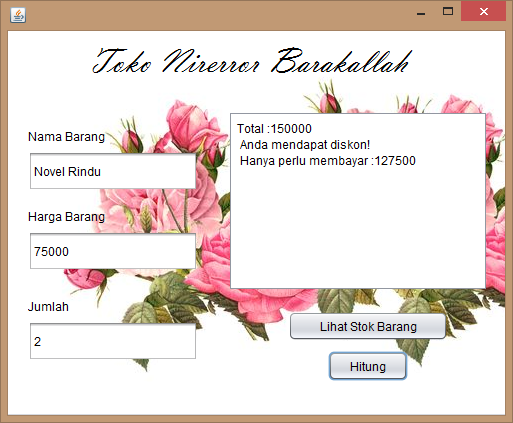 Toko Nirerror Barakallah
Nama Barang
Novel Rindu
Harga Barang
75000
Jumlah
2
Total :150000
Anda mendapat diskon!
Hanya perlu membayar :127500
Lihat Stok Barang
Hitung